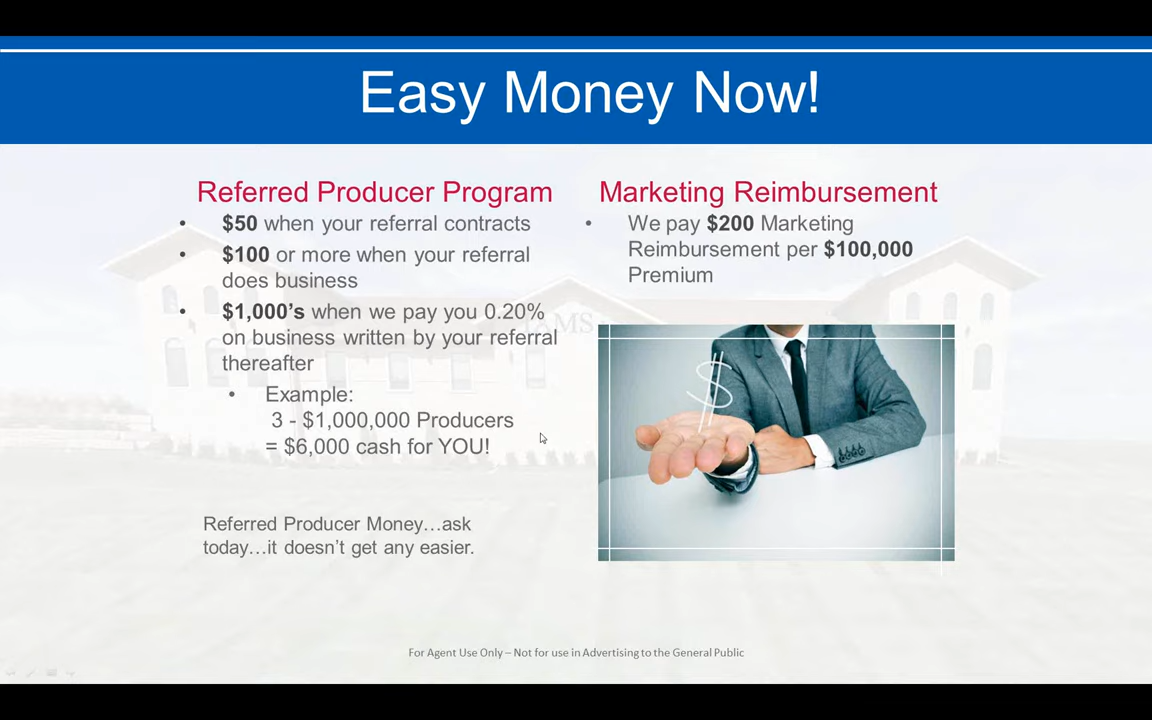 Easy Money Now!
Referred Producer Program
• $50 when your referral contracts
• $100 or more when your referral
does business
• $1,000’s when we pay you 0.20%
on business written by your referral
thereafter
• Example:
3 - $1,000,000 Producers
= $6,000 cash for YOU!
Referred Producer Money…ask
today…it doesn’t get any easier.
Marketing Reimbursement
• We pay $200 Marketing
Reimbursement per $100,000
Premium
$
For Agent Use Only – Not for use in Advertising to the General Public